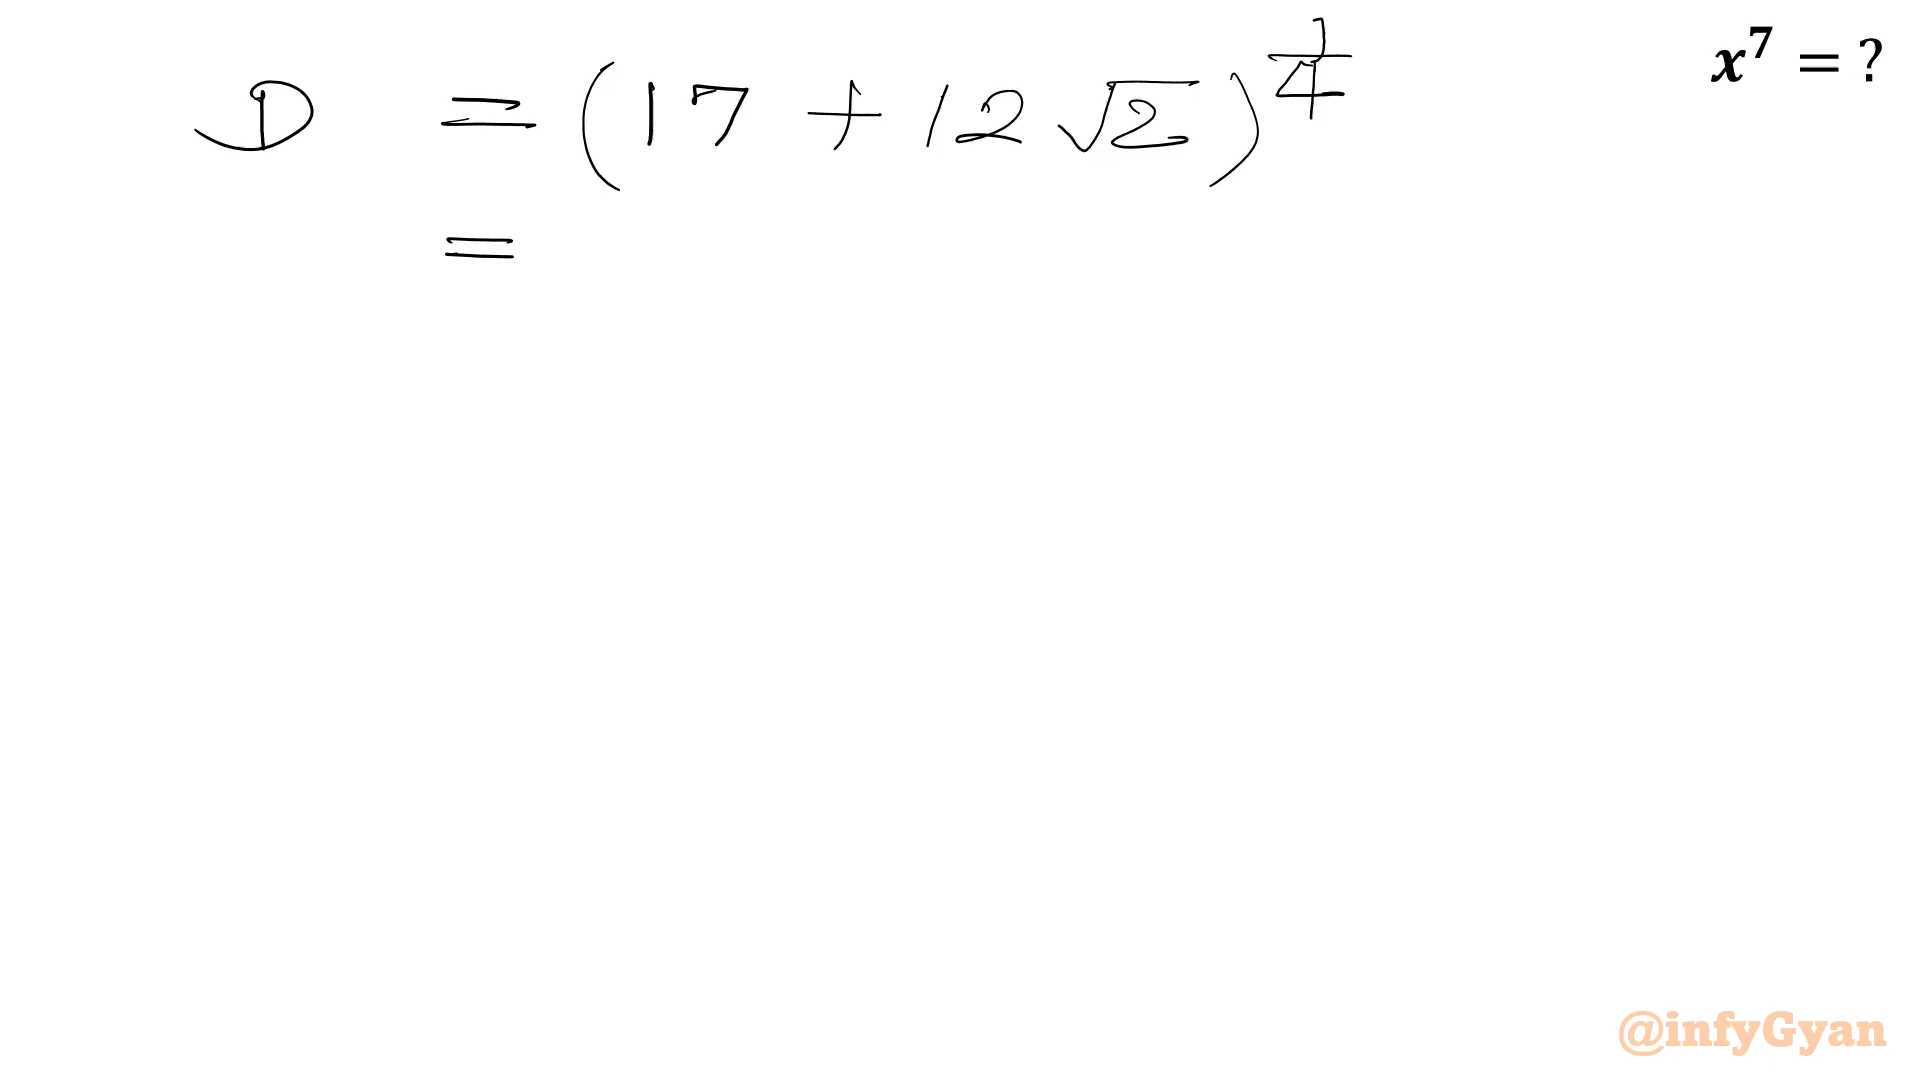 D = (17 + 12√2)^(1/4)
=
x⁷ = ?
@infyGyan